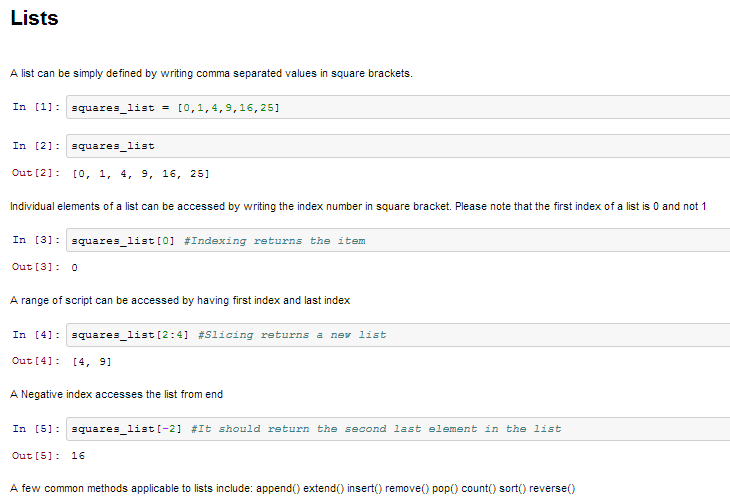 Lists
A list can be simply defined by writing comma separated values in square brackets.
In [1]: squares_list = [0,1,4,9,16,25]
In [2]: squares_list
Out[2]: [0, 1, 4, 9, 16, 25]
Individual elements of a list can be accessed by writing the index number in square bracket. Please note that the first index of a list is 0 and not 1
In [3]: squares_list[0] #Indexing returns the item
Out[3]: 0
A range of script can be accessed by having first index and last index
In [4]: squares_list[2:4] #Slicing returns a new list
Out[4]: [4, 9]
A Negative index accesses the list from end
In [5]: squares_list[-2] #It should return the second last element in the list
Out[5]: 16
A few common methods applicable to lists include: append() extend() insert() remove() pop() count() sort() reverse()